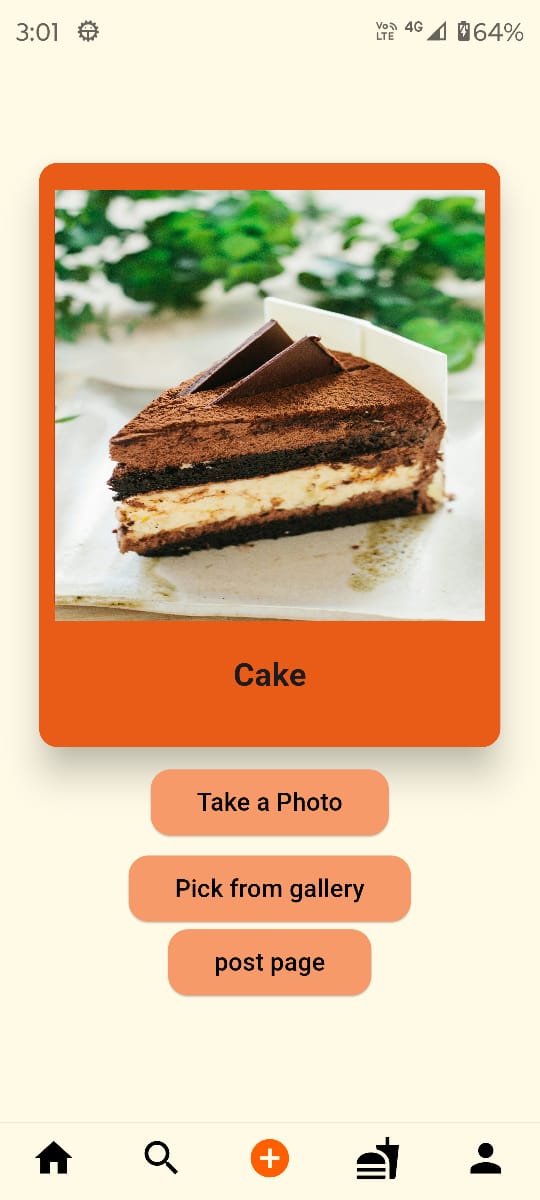 3:01
Vo LTE 4G 64%
Cake
Take a Photo
Pick from gallery
post page